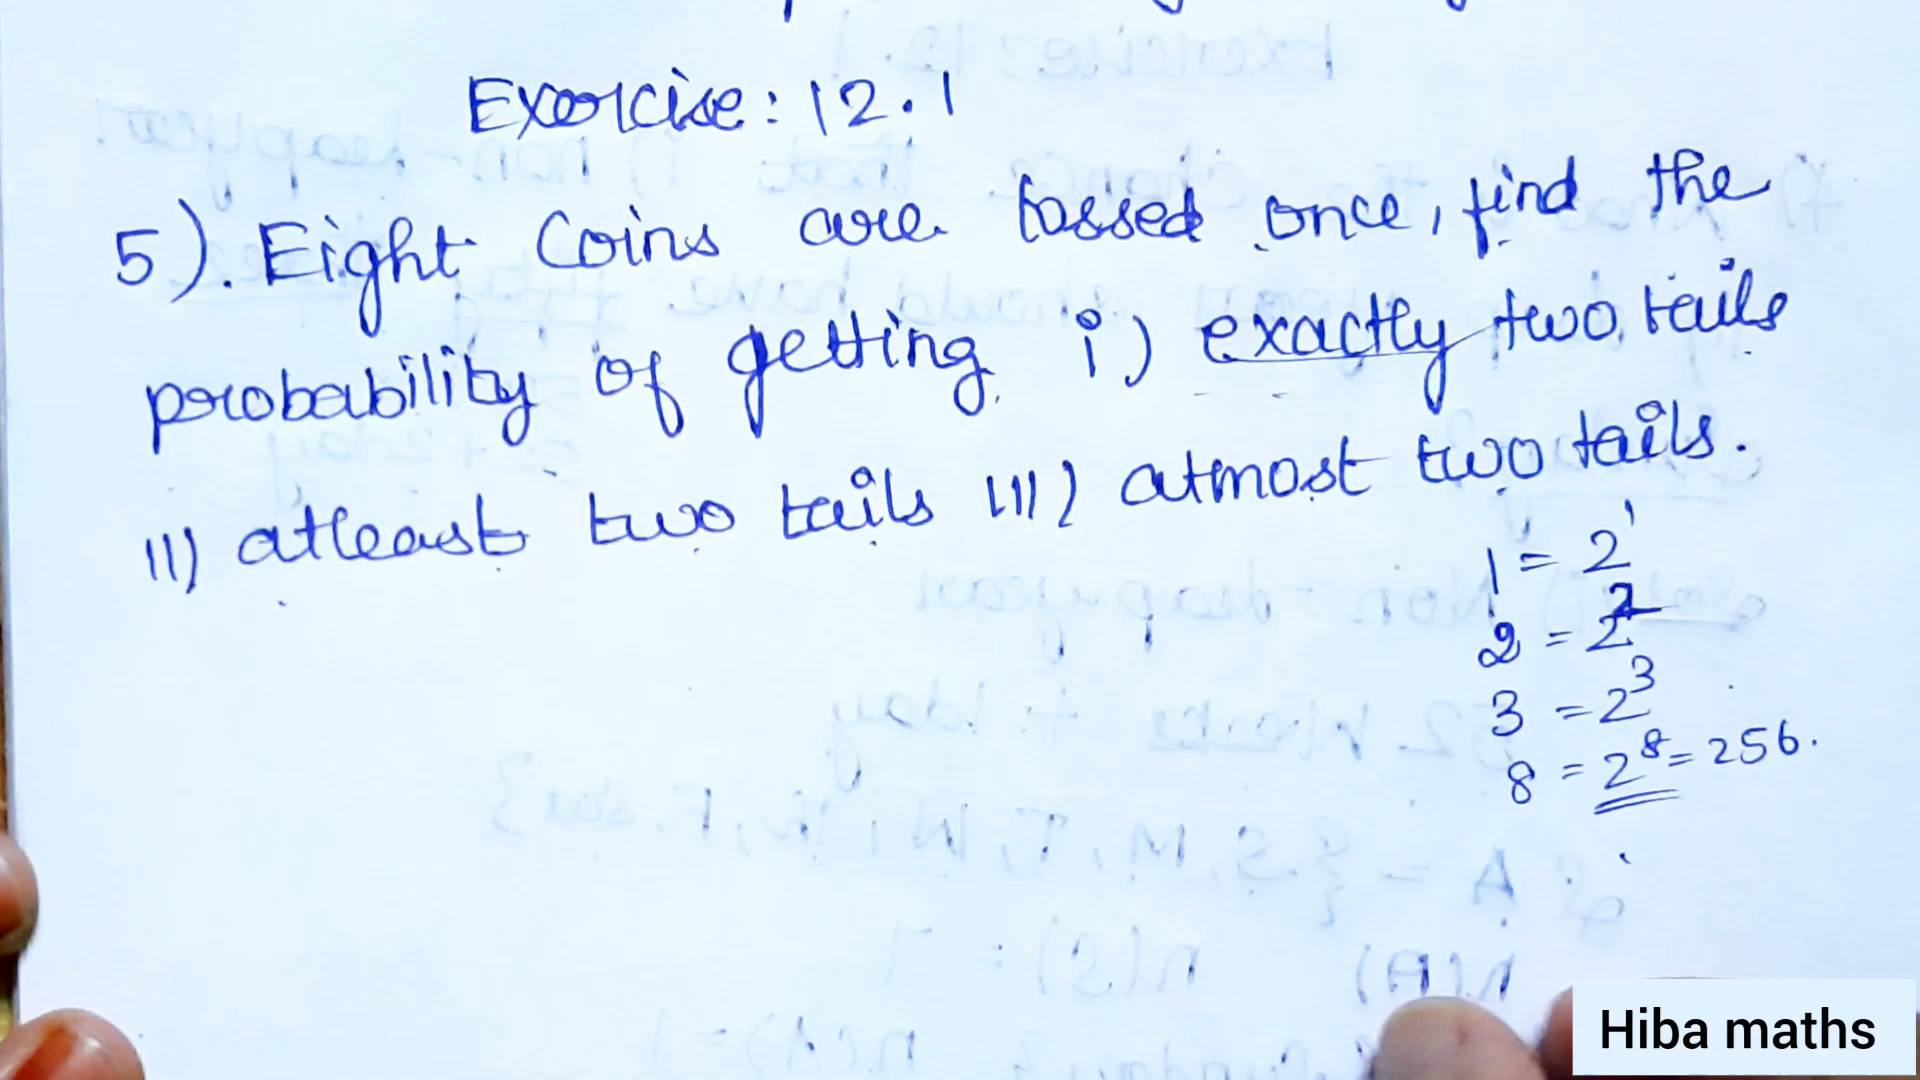 Exercise: 12.1
5). Eight Coins are tossed once, find the
probability of getting i) exactly two tails
ii) atleast two tails iii) atmost two tails.
1 = 2¹
2 = 2²
3 = 2³
8 = 2⁸ = 256.
Hiba maths